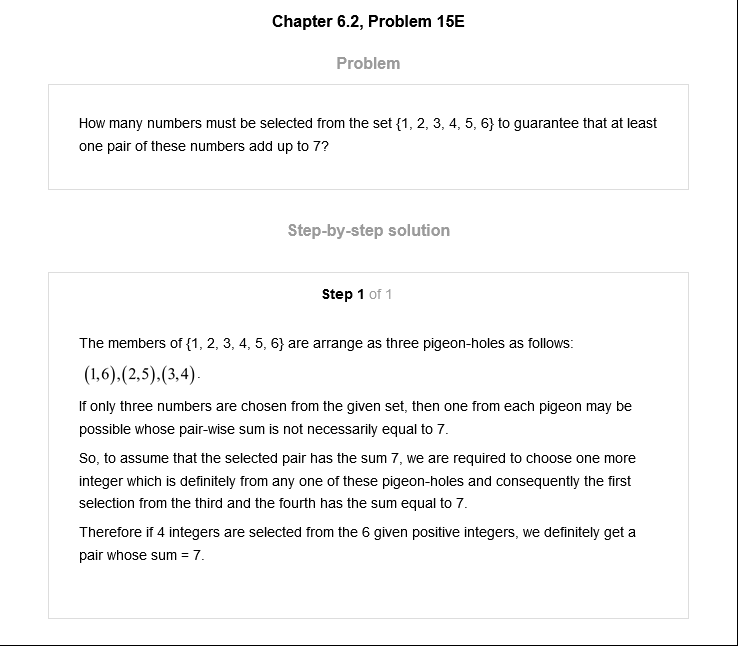 Chapter 6.2, Problem 15E
Problem
How many numbers must be selected from the set {1, 2, 3, 4, 5, 6} to guarantee that at least
one pair of these numbers add up to 7?
Step-by-step solution
Step 1 of 1
The members of {1, 2, 3, 4, 5, 6} are arrange as three pigeon-holes as follows:
(1,6),(2,5),(3,4).
If only three numbers are chosen from the given set, then one from each pigeon may be
possible whose pair-wise sum is not necessarily equal to 7.
So, to assume that the selected pair has the sum 7, we are required to choose one more
integer which is definitely from any one of these pigeon-holes and consequently the first
selection from the third and the fourth has the sum equal to 7.
Therefore if 4 integers are selected from the 6 given positive integers, we definitely get a
pair whose sum = 7.